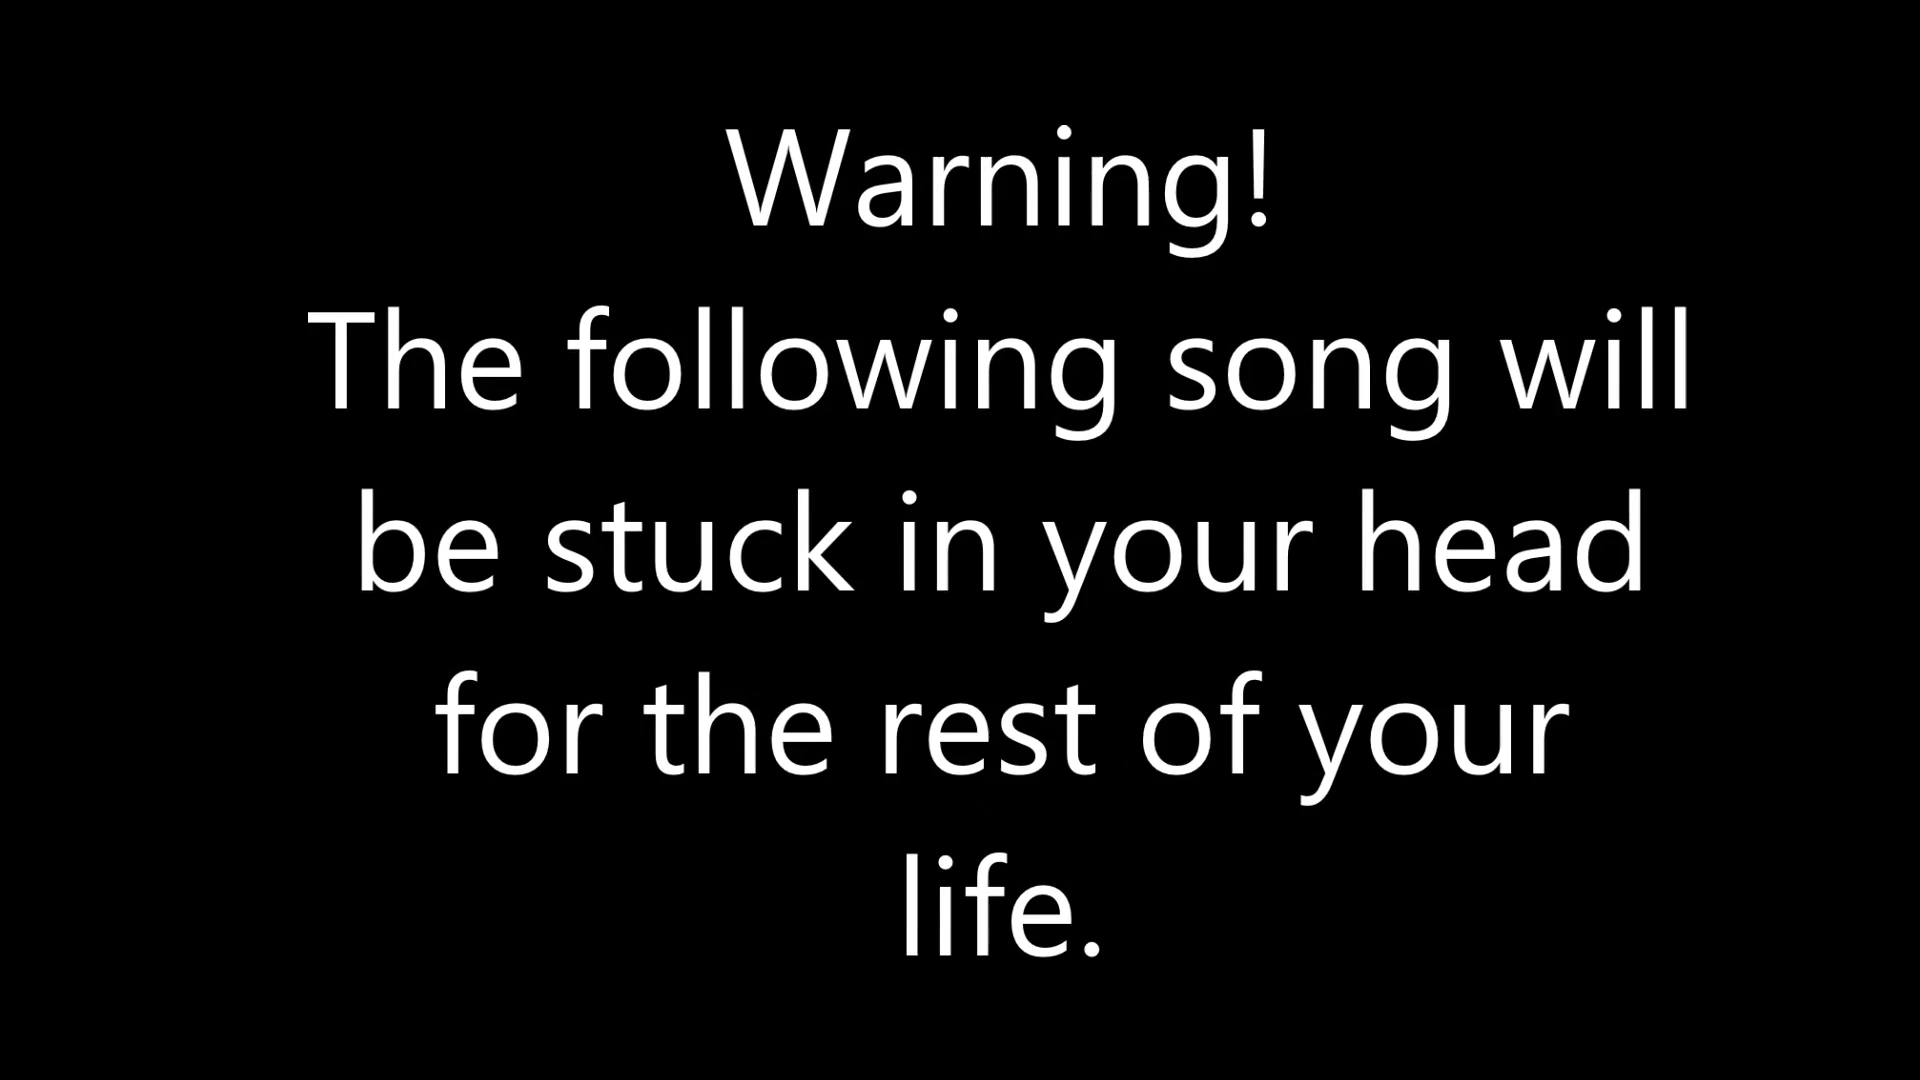 Warning!
The following song will
be stuck in your head
for the rest of your
life.